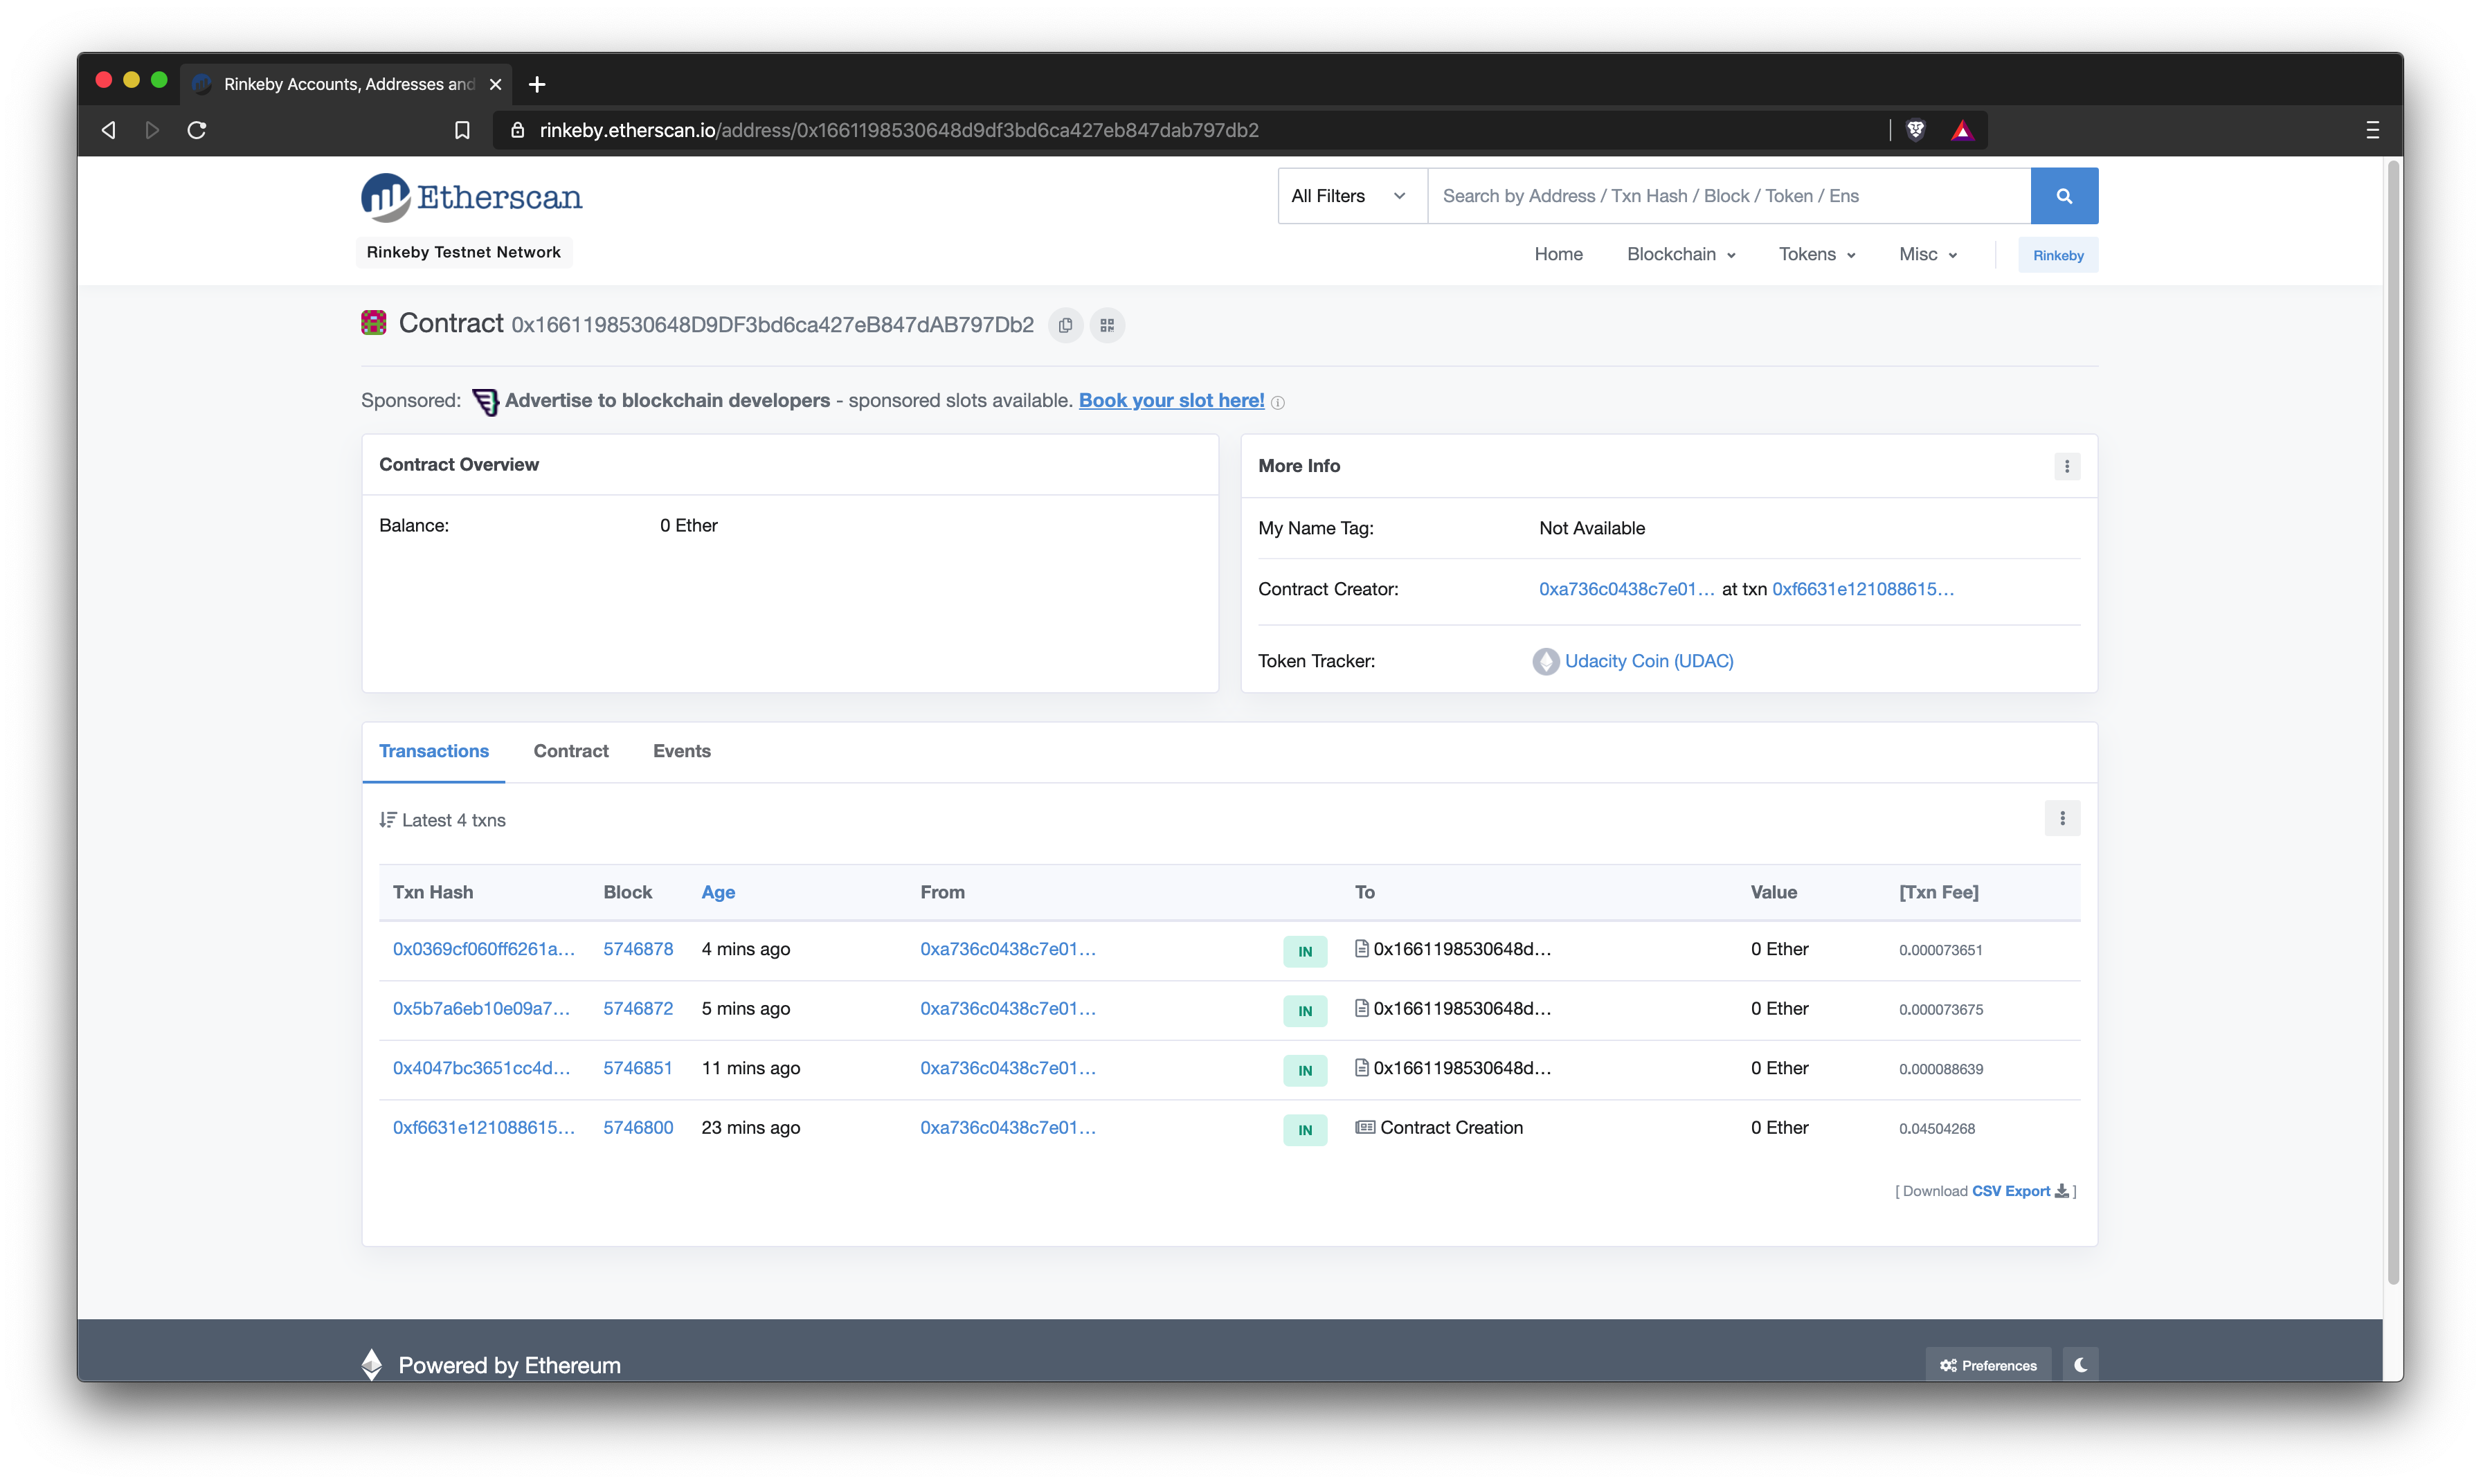 Rinkeby Accounts, Addresses and
rinkeby.etherscan.io/address/0x1661198530648d9df3bd6ca427eb847dab797db2
Etherscan
All Filters
Search by Address / Txn Hash / Block / Token / Ens
Rinkeby Testnet Network
Home Blockchain Tokens Misc Rinkeby
Contract 0x1661198530648D9DF3bd6ca427eB847dAB797Db2
Sponsored: Advertise to blockchain developers - sponsored slots available. Book your slot here!
Contract Overview
Balance: 0 Ether
More Info
My Name Tag: Not Available
Contract Creator: 0xa736c0438c7e01... at txn 0xf6631e121088615...
Token Tracker: Udacity Coin (UDAC)
Transactions Contract Events
Latest 4 txns
Txn Hash Block Age From To Value [Txn Fee]
0x0369cf060ff6261a... 5746878 4 mins ago 0xa736c0438c7e01... IN 0x1661198530648d... 0 Ether 0.000073651
0x5b7a6eb10e09a7... 5746872 5 mins ago 0xa736c0438c7e01... IN 0x1661198530648d... 0 Ether 0.000073675
0x4047bc3651cc4d... 5746851 11 mins ago 0xa736c0438c7e01... IN 0x1661198530648d... 0 Ether 0.000088639
0xf6631e121088615... 5746800 23 mins ago 0xa736c0438c7e01... IN Contract Creation 0 Ether 0.04504268
[ Download CSV Export ]
Powered by Ethereum
Preferences